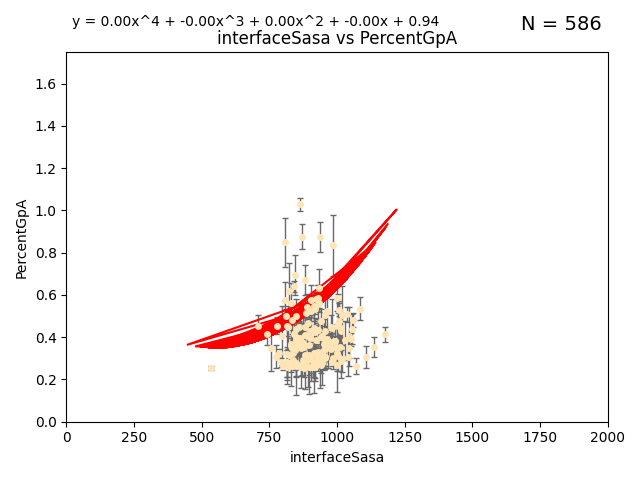 y = 0.00x^4 + -0.00x^3 + 0.00x^2 + -0.00x + 0.94
N = 586
interfaceSasa vs PercentGpA
PercentGpA
1.6
1.4
1.2
1.0
0.8
0.6
0.4
0.2
0.0
0 250 500 750 1000 1250 1500 1750 2000
interfaceSasa